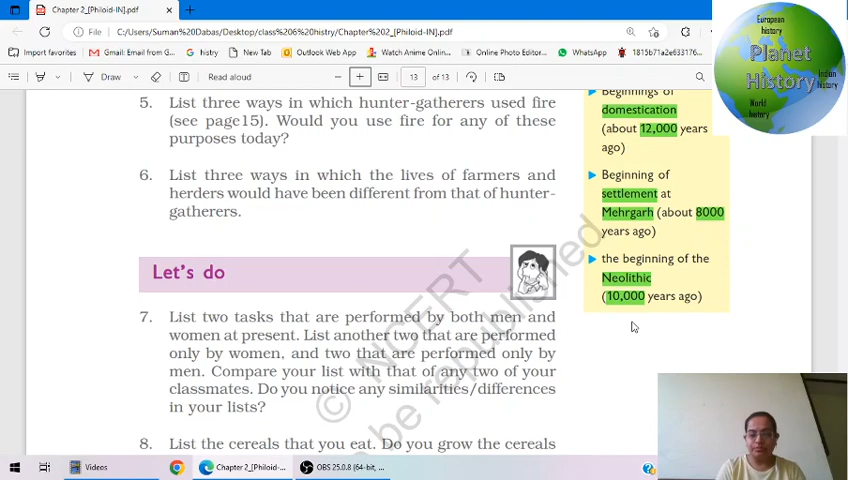 Chapter 2_[Philoid-IN].pdf
File
C:/Users/Suman Dabas/Desktop/class%206%20histry/Chapter%202_[Philoid-IN].pdf
Import favorites
Gmail: Email from G...
histry
New Tab
Outlook Web App
Watch Anime Online...
Online Photo Editor...
WhatsApp
1815b71a2e633176...
Draw
Read aloud
13 of 13
5. List three ways in which hunter-gatherers used fire
(see page15). Would you use fire for any of these
purposes today?
6. List three ways in which the lives of farmers and
herders would have been different from that of hunter-
gatherers.
Let's do
7. List two tasks that are performed by both men and
women at present. List another two that are performed
only by women, and two that are performed only by
men. Compare your list with that of any two of your
classmates. Do you notice any similarities/differences
in your lists?
8. List the cereals that you eat. Do you grow the cereals
Beginnings of
domestication
(about 12,000 years
ago)
Beginning of
settlement at
Mehrgarh (about 8000
years ago)
the beginning of the
Neolithic
(10,000 years ago)
© NCERT
be republished
European
history
Planet
History
Indian
history
World
history
Videos
Chapter 2_[Philoid-...
OBS 25.0.8 (64-bit, ...